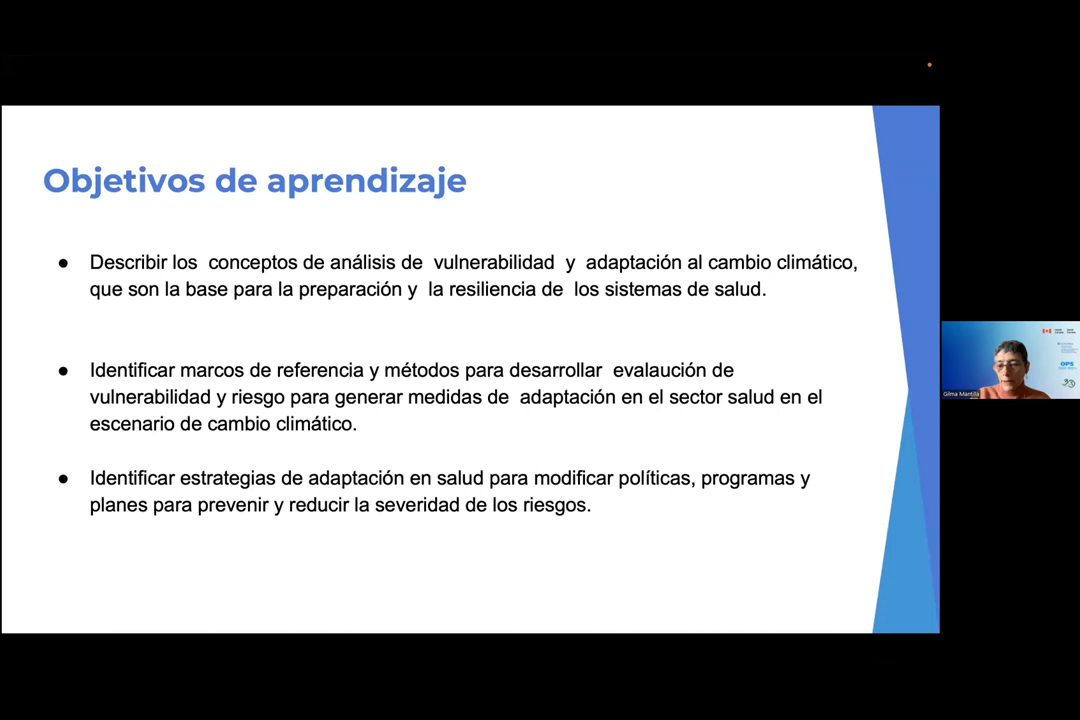 Objetivos de aprendizaje
● Describir los conceptos de análisis de vulnerabilidad y adaptación al cambio climático,
que son la base para la preparación y la resiliencia de los sistemas de salud.
● Identificar marcos de referencia y métodos para desarrollar evalaución de
vulnerabilidad y riesgo para generar medidas de adaptación en el sector salud en el
escenario de cambio climático.
● Identificar estrategias de adaptación en salud para modificar políticas, programas y
planes para prevenir y reducir la severidad de los riesgos.
OPS
Gilma Mantilla